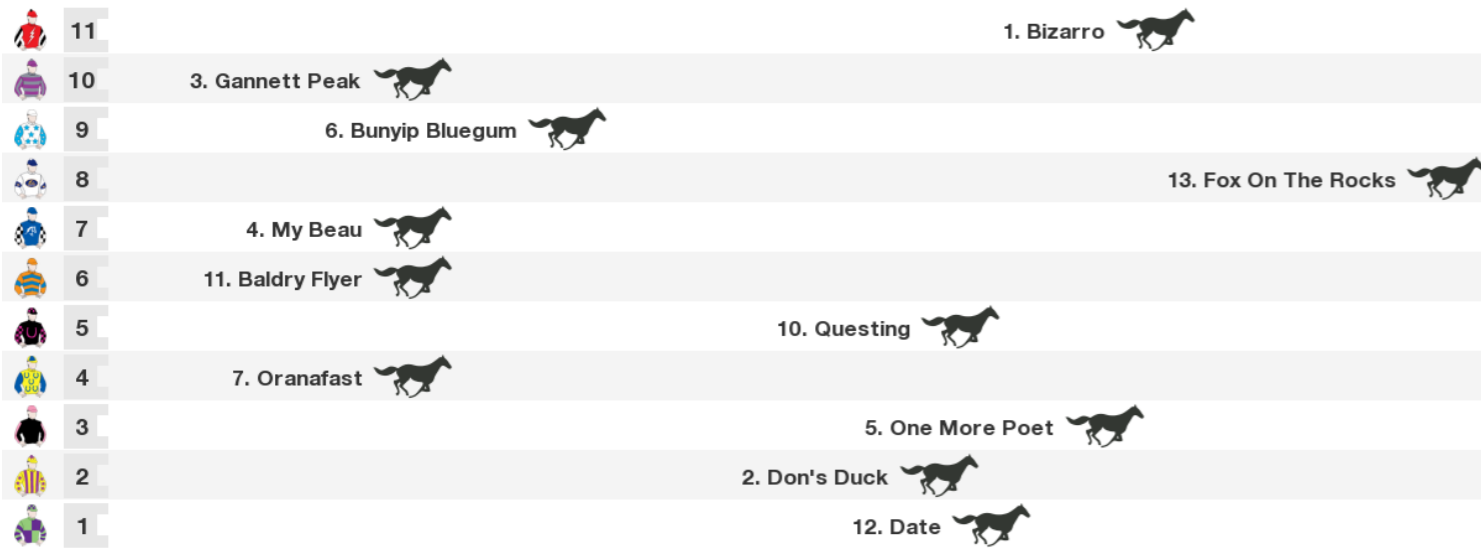 11 1. Bizarro
10 3. Gannett Peak
9 6. Bunyip Bluegum
8 13. Fox On The Rocks
7 4. My Beau
6 11. Baldry Flyer
5 10. Questing
4 7. Oranafast
3 5. One More Poet
2 2. Don's Duck
1 12. Date